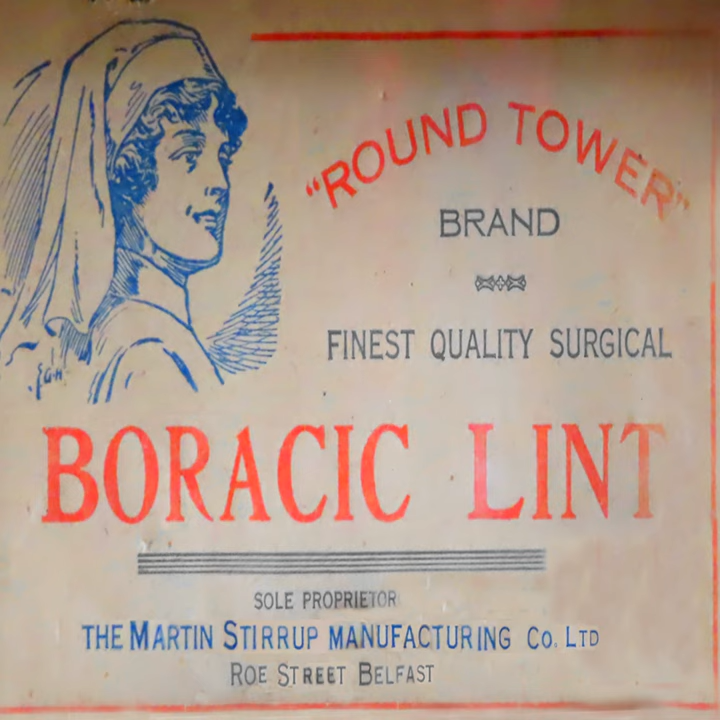 "ROUND TOWER"
BRAND
FINEST QUALITY SURGICAL
BORACIC LINT
SOLE PROPRIETOR
THE MARTIN STIRRUP MANUFACTURING CO. LTD
ROE STREET BELFAST